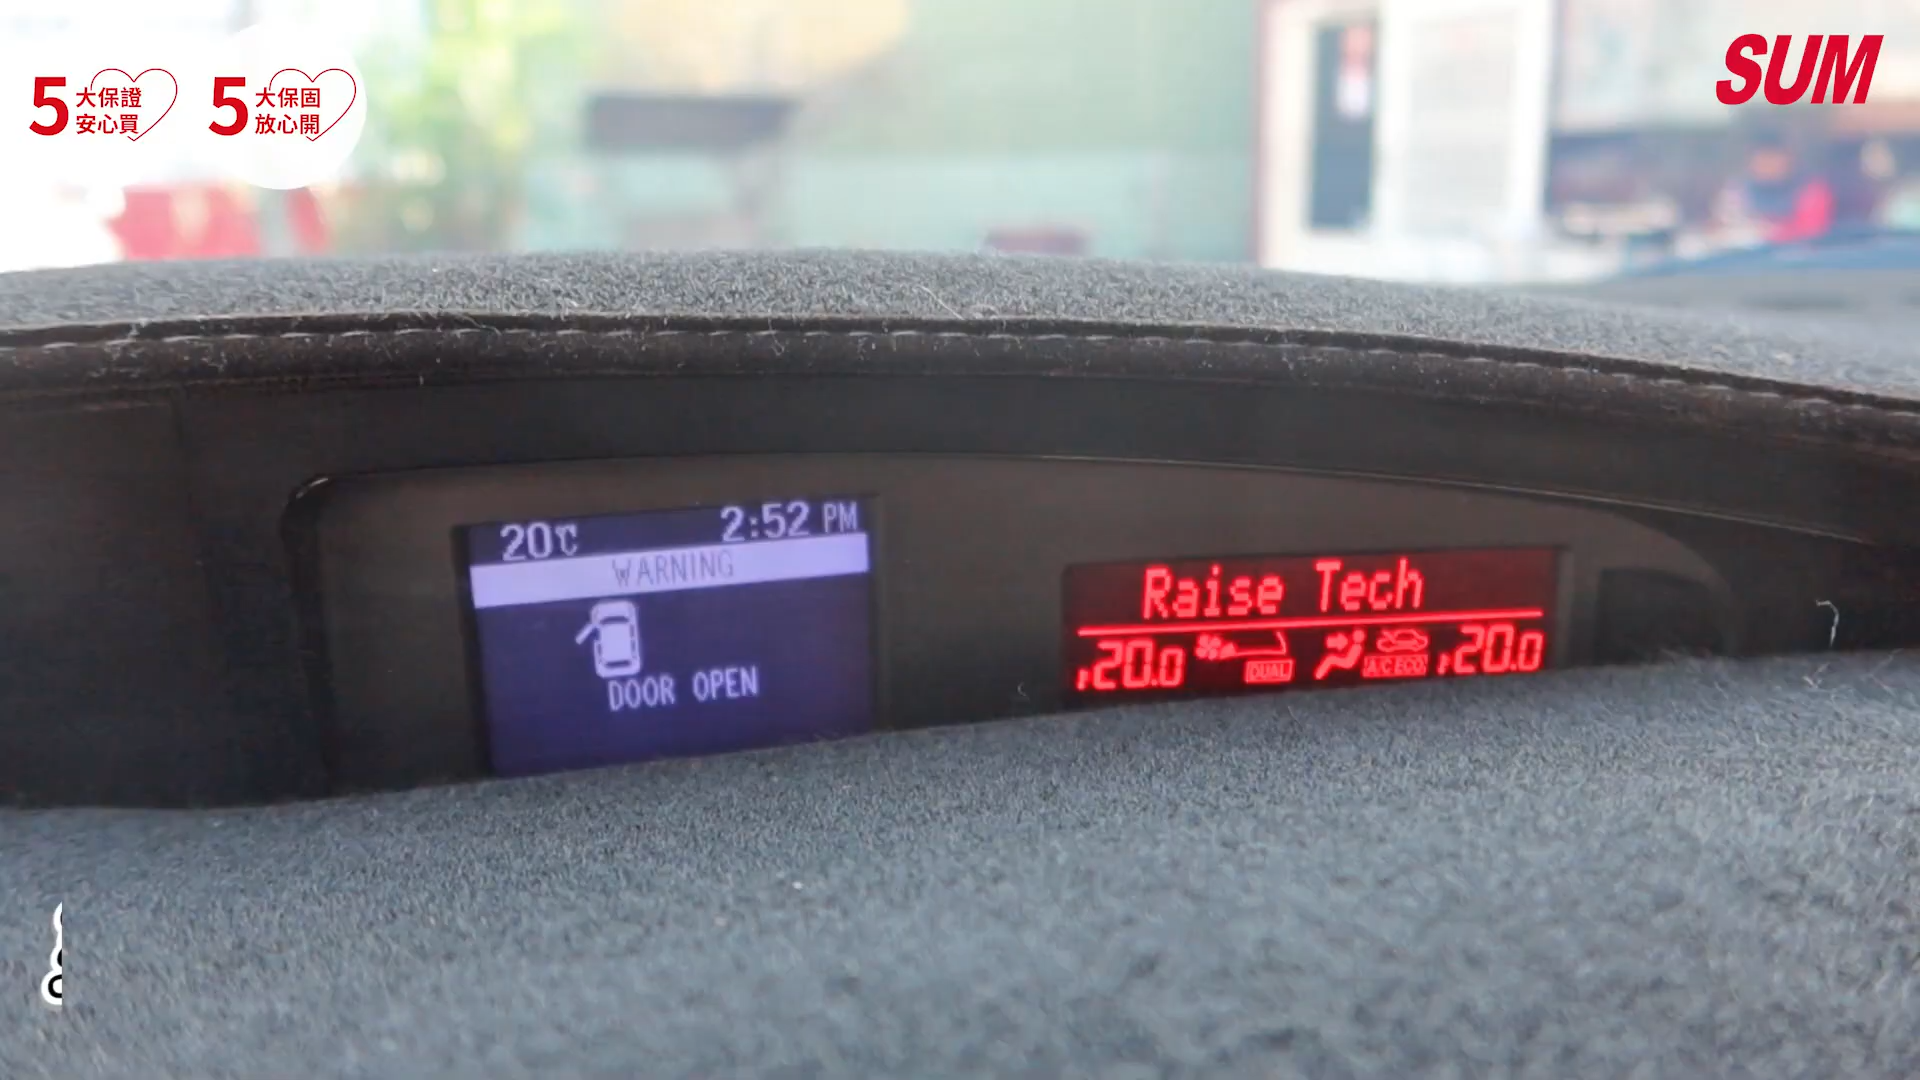 5 大保證
安心買
5 大保固
放心開
SUM
20℃ 2:52 PM
WARNING
DOOR OPEN
Raise Tech
20.0 DUAL A/C ECO 20.0